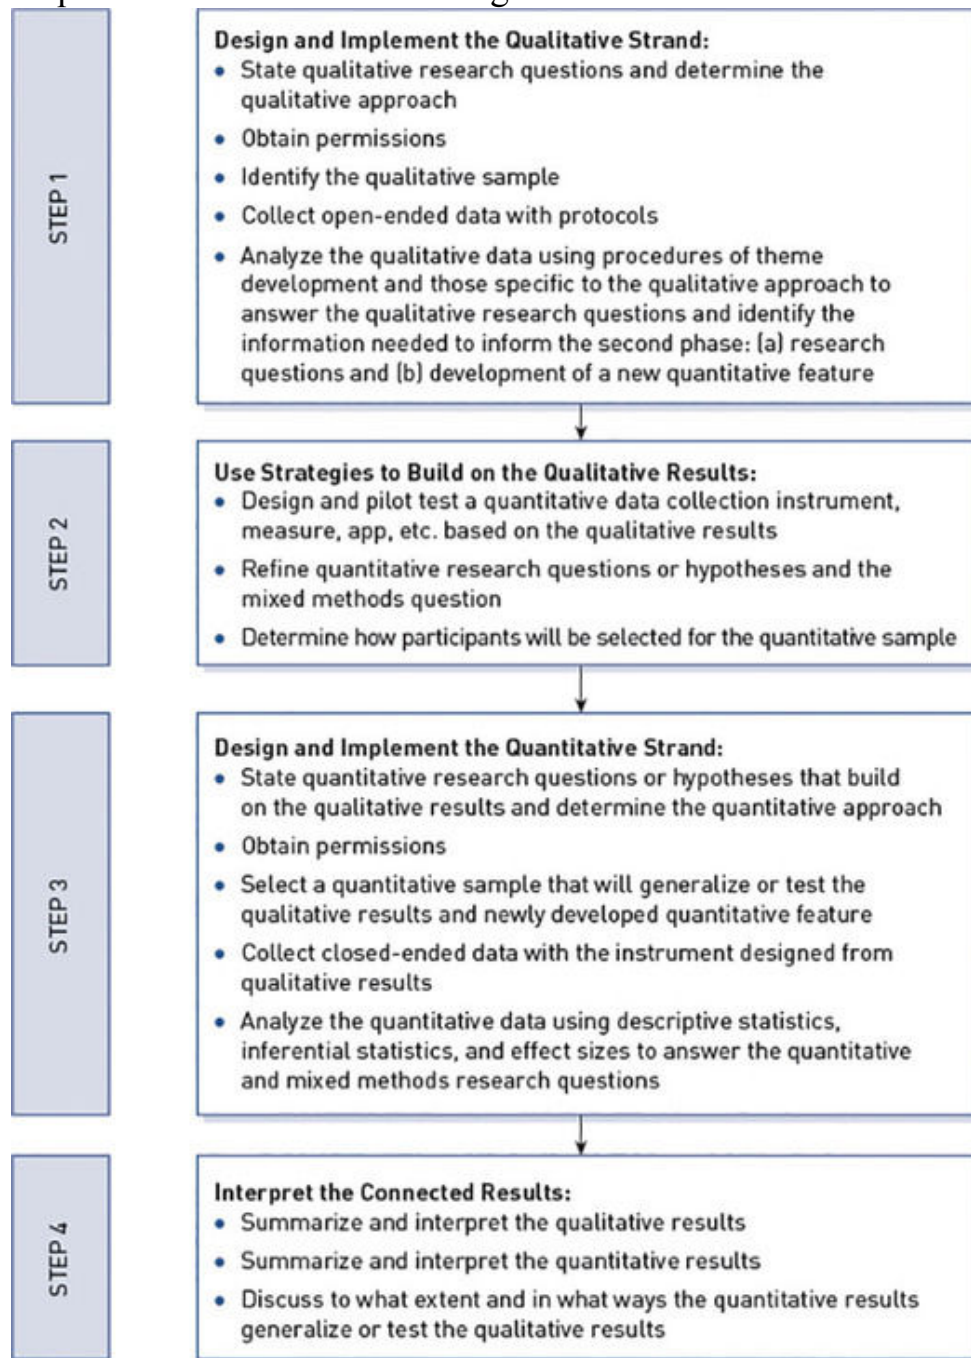 STEP 1
Design and Implement the Qualitative Strand:
• State qualitative research questions and determine the
qualitative approach
• Obtain permissions
• Identify the qualitative sample
• Collect open-ended data with protocols
• Analyze the qualitative data using procedures of theme
development and those specific to the qualitative approach to
answer the qualitative research questions and identify the
information needed to inform the second phase: (a) research
questions and (b) development of a new quantitative feature
STEP 2
Use Strategies to Build on the Qualitative Results:
• Design and pilot test a quantitative data collection instrument,
measure, app, etc. based on the qualitative results
• Refine quantitative research questions or hypotheses and the
mixed methods question
• Determine how participants will be selected for the quantitative sample
STEP 3
Design and Implement the Quantitative Strand:
• State quantitative research questions or hypotheses that build
on the qualitative results and determine the quantitative approach
• Obtain permissions
• Select a quantitative sample that will generalize or test the
qualitative results and newly developed quantitative feature
• Collect closed-ended data with the instrument designed from
qualitative results
• Analyze the quantitative data using descriptive statistics,
inferential statistics, and effect sizes to answer the quantitative
and mixed methods research questions
STEP 4
Interpret the Connected Results:
• Summarize and interpret the qualitative results
• Summarize and interpret the quantitative results
• Discuss to what extent and in what ways the quantitative results
generalize or test the qualitative results